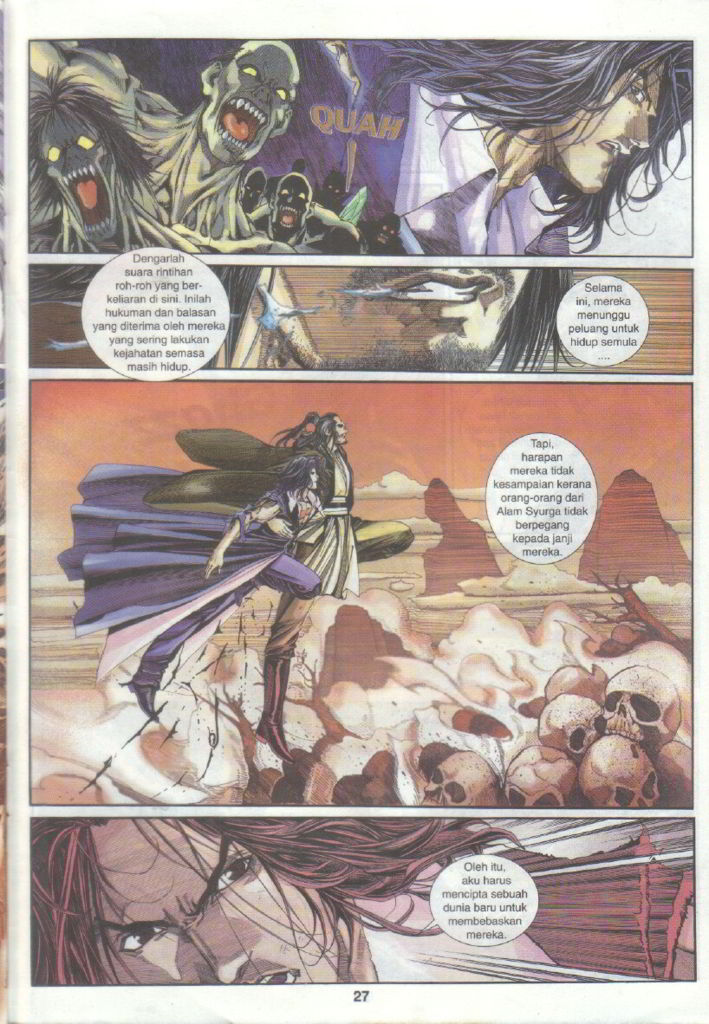 QUAH
!
Dengarlah
suara rintihan
roh-roh yang ber-
keliaran di sini. Inilah
hukuman dan balasan
yang diterima oleh mereka
yang sering lakukan
kejahatan semasa
masih hidup.
Selama
ini, mereka
menunggu
peluang untuk
hidup semula
....
Tapi,
harapan
mereka tidak
kesampaian kerana
orang-orang dari
Alam Syurga tidak
berpegang
kepada janji
mereka.
Oleh itu,
aku harus
mencipta sebuah
dunia baru untuk
membebaskan
mereka.
27